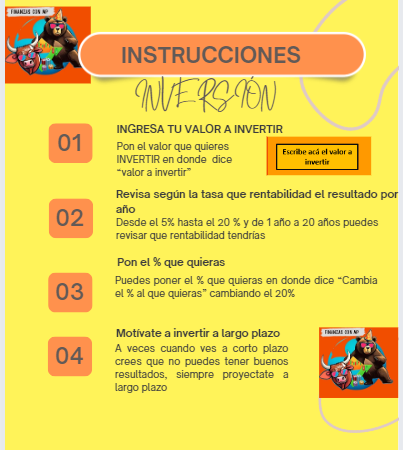 FINANZAS CON MP
INSTRUCCIONES
INVERSIÓN
01
INGRESA TU VALOR A INVERTIR
Pon el valor que quieres
INVERTIR en donde dice
“valor a invertir”
Escribe acá el valor a
invertir
02
Revisa según la tasa que rentabilidad el resultado por
año
Desde el 5% hasta el 20 % y de 1 año a 20 años puedes
revisar que rentabilidad tendrías
03
Pon el % que quieras
Puedes poner el % que quieras en donde dice “Cambia
el % al que quieras” cambiando el 20%
04
Motívate a invertir a largo plazo
A veces cuando ves a corto plazo
crees que no puedes tener buenos
resultados, siempre proyectate a
largo plazo
FINANZAS CON MP